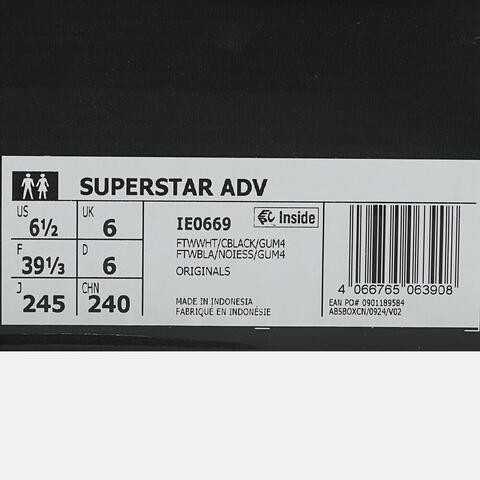 SUPERSTAR ADV
US UK
6½ 6
F D
39⅓ 6
J CHN
245 240
IE0669 Inside
FTWWHT/CBLACK/GUM4
FTWBLA/NOIESS/GUM4
ORIGINALS
MADE IN INDONESIA
FABRIQUÉ EN INDONÉSIE
4 066765 063908
EAN PO# 0901189584
ABSBOXCN/0924/V02